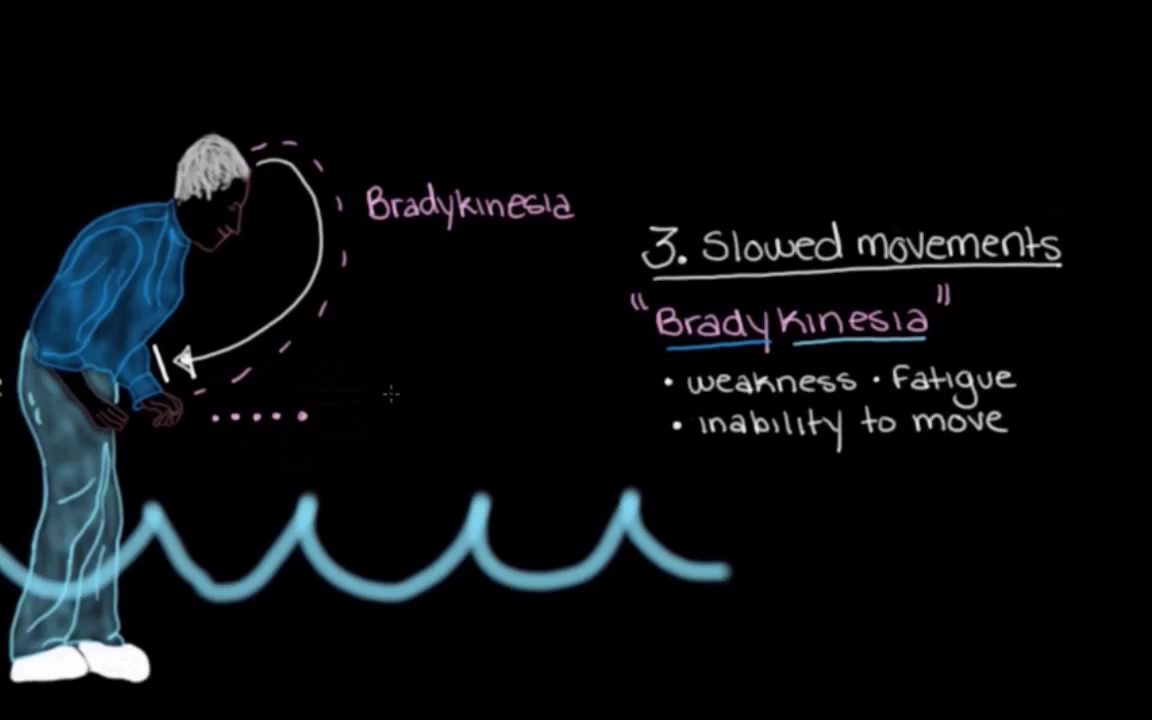 Bradykinesia
3. Slowed movements
"Bradykinesia"
• weakness • Fatigue
• inability to move